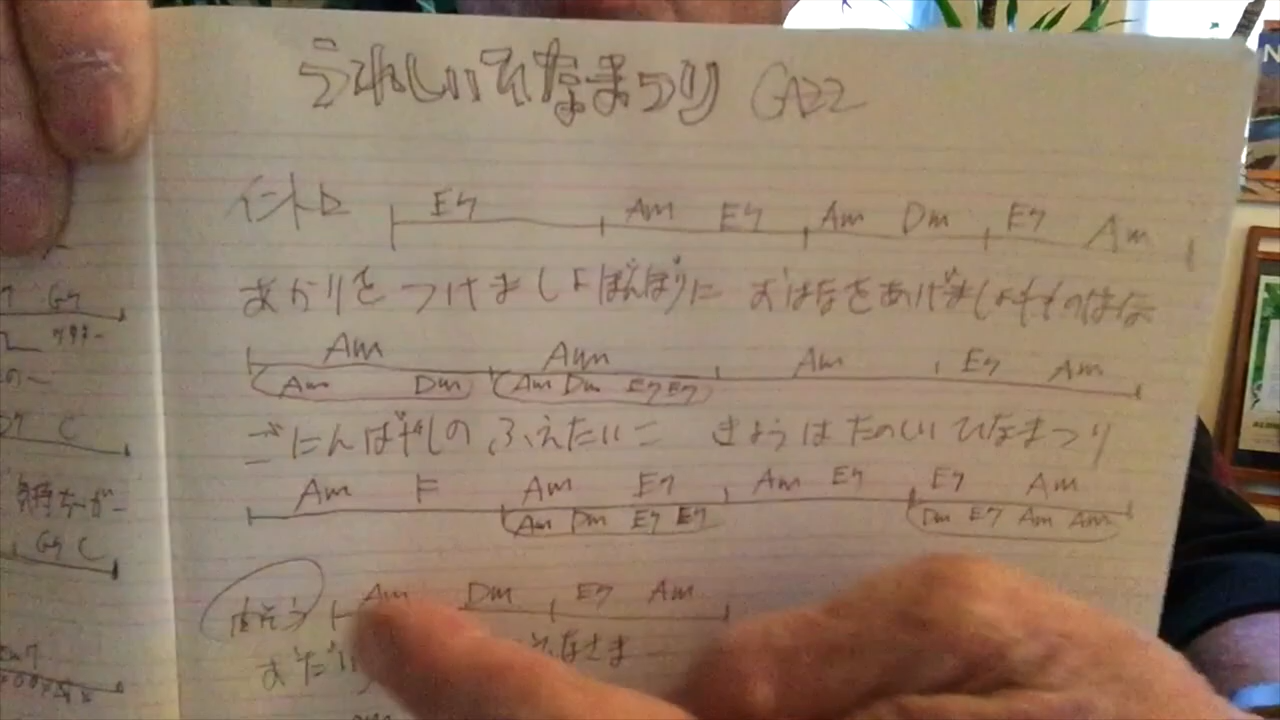 うれしいひなまつり
イントロ E7 Am E7 Am Dm E7 Am
あかりをつけましょぼんぼりに おはなをあげましょもものはな
Am Am Am E7 Am
Am Dm Am Dm E7 E7
ごにんばやしの ふえたいこ きょうはたのしいひなまつり
Am F Am E7 Am E7 E7 Am
Am Dm E7 E7 Dm E7 Am Am
Am Dm E7 Am
G7
C
G7 C